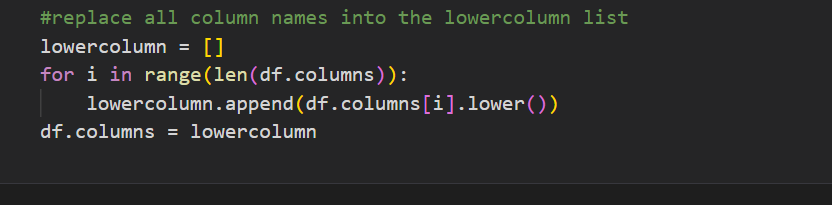 #replace all column names into the lowercolumn list
lowercolumn = []
for i in range(len(df.columns)):
    lowercolumn.append(df.columns[i].lower())
df.columns = lowercolumn